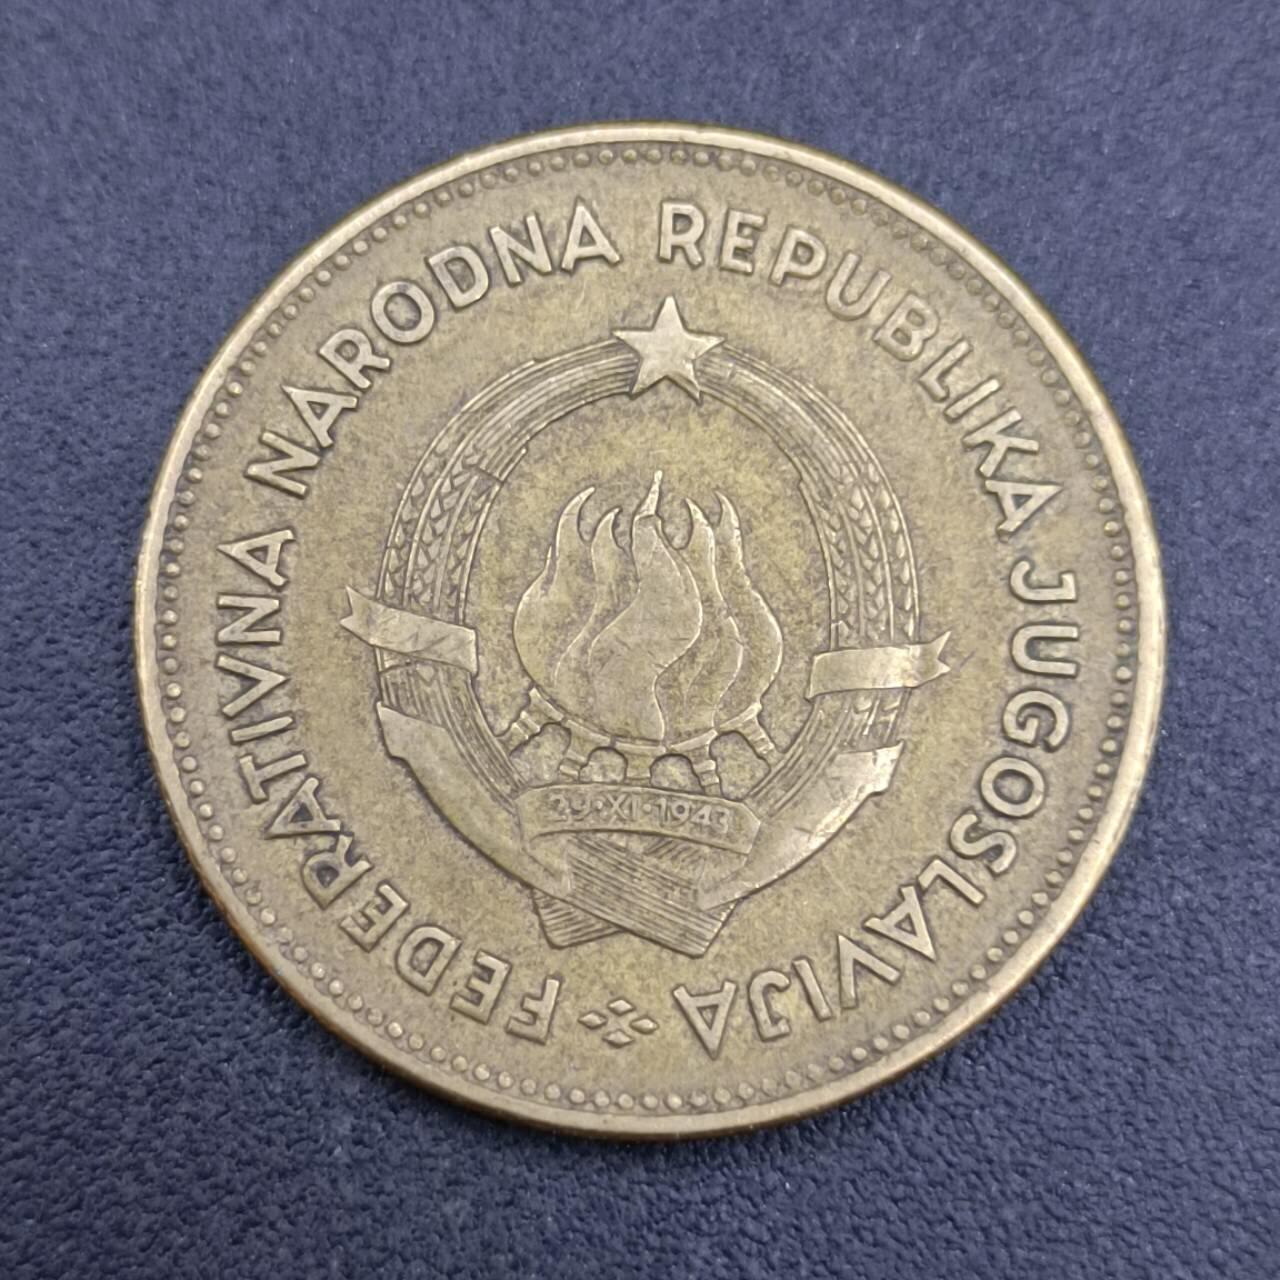 FEDERATIVNA NARODNA REPUBLIKA JUGOSLAVIJA
29·XI·1943